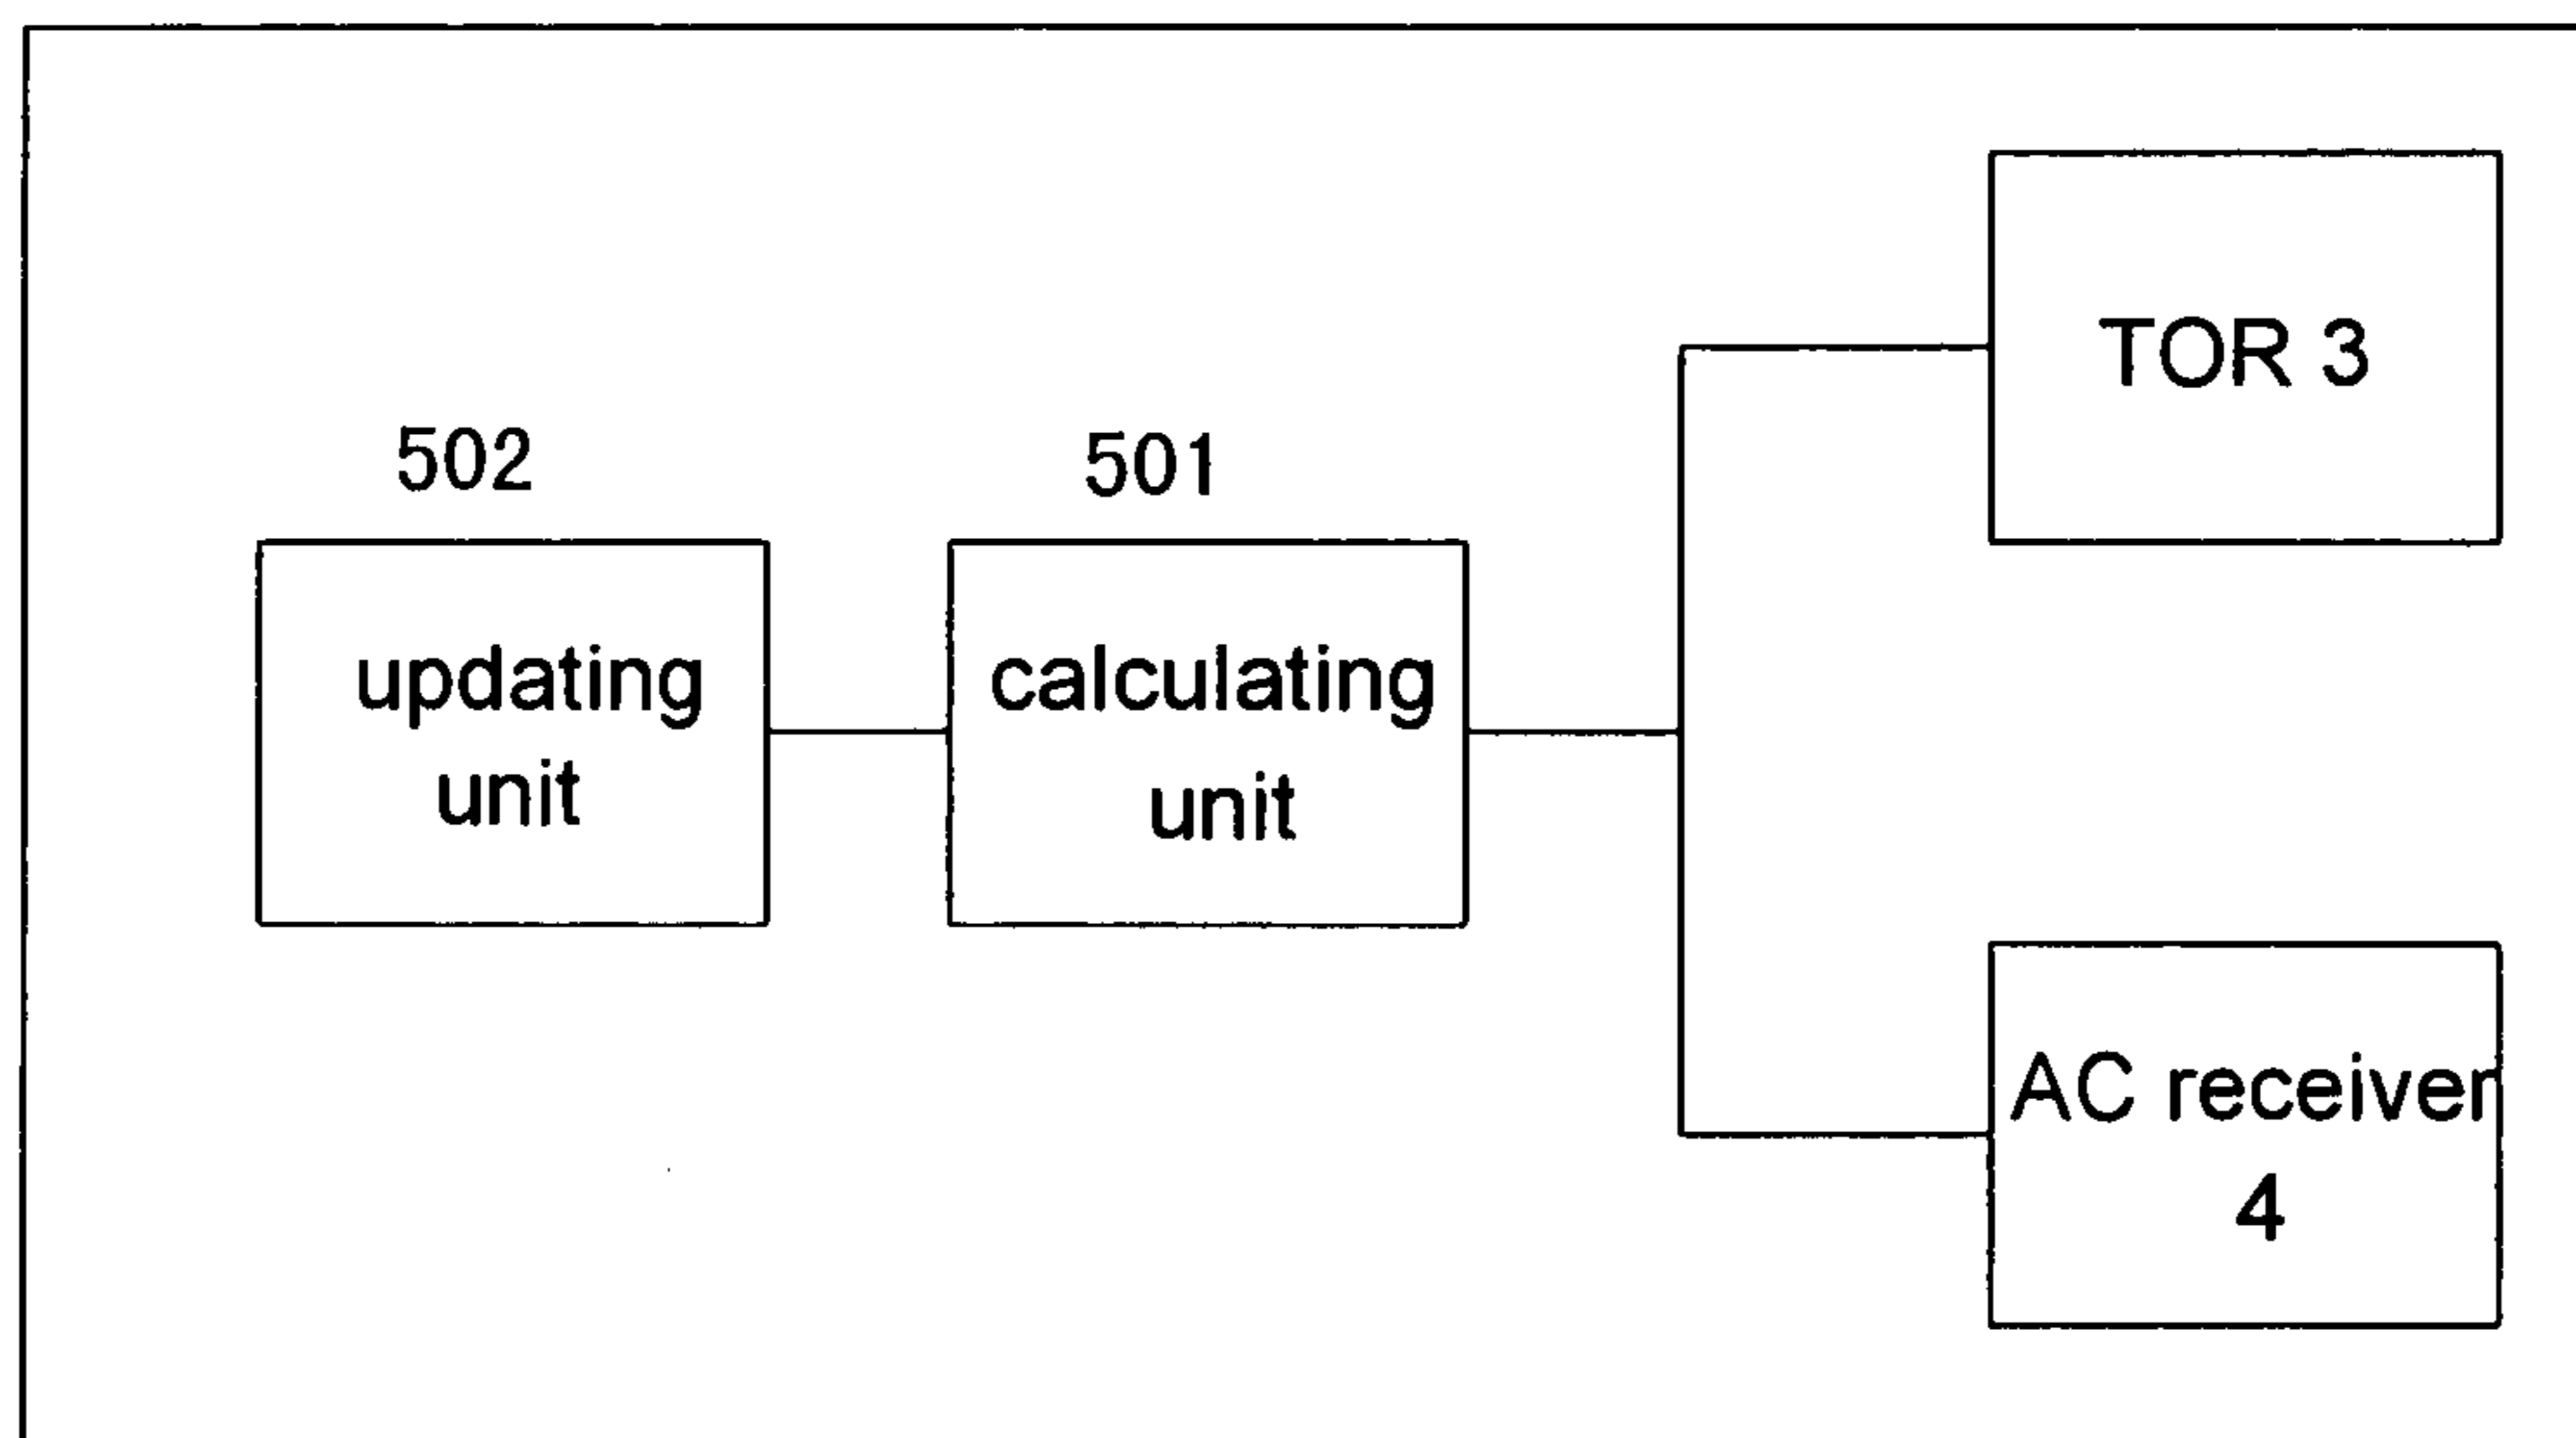 TOR 3
502
501
updating
unit
calculating
unit
AC receiver
4